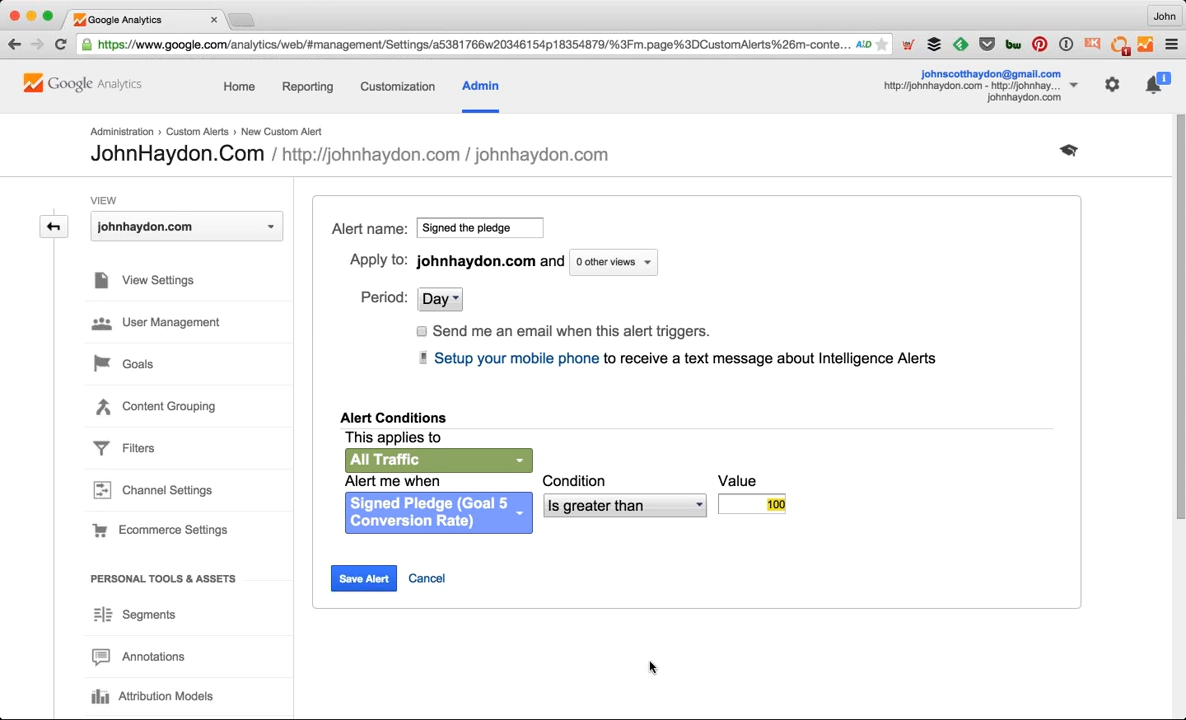 Google Analytics
John
https://www.google.com/analytics/web/#management/Settings/a5381766w20346154p18354879/%3Fm.page%3DCustomAlerts%26m-conte...
bw
1
Google Analytics
Home
Reporting
Customization
Admin
johnscotthaydon@gmail.com
http://johnhaydon.com - http://johnhay...
johnhaydon.com
Administration › Custom Alerts › New Custom Alert
JohnHaydon.Com / http://johnhaydon.com / johnhaydon.com
VIEW
johnhaydon.com
View Settings
User Management
Goals
Content Grouping
Filters
Channel Settings
Ecommerce Settings
PERSONAL TOOLS & ASSETS
Segments
Annotations
Attribution Models
Alert name: Signed the pledge
Apply to: johnhaydon.com and 0 other views
Period: Day
Send me an email when this alert triggers.
Setup your mobile phone to receive a text message about Intelligence Alerts
Alert Conditions
This applies to
All Traffic
Alert me when
Condition
Value
Signed Pledge (Goal 5
Conversion Rate)
Is greater than
100
Save Alert
Cancel